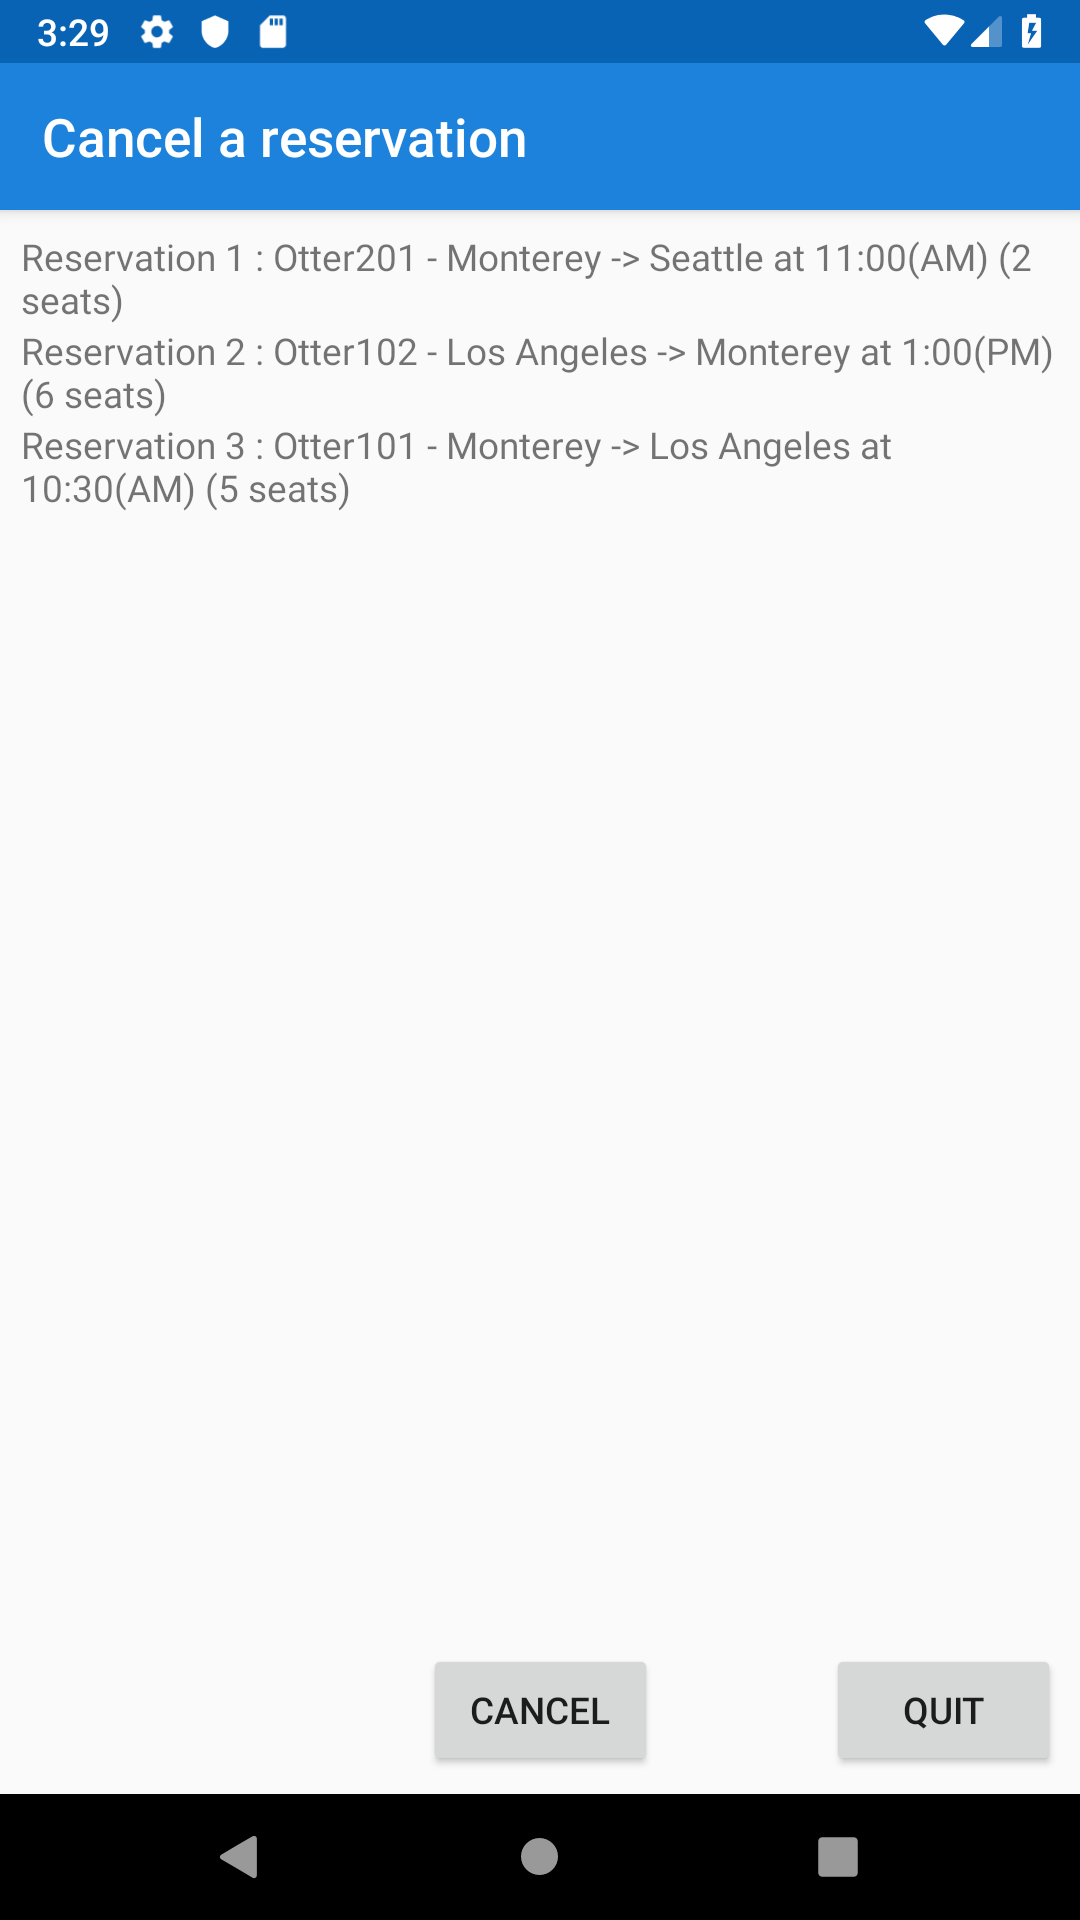 3:29
Cancel a reservation
Reservation 1 : Otter201 - Monterey -> Seattle at 11:00(AM) (2
seats)
Reservation 2 : Otter102 - Los Angeles -> Monterey at 1:00(PM)
(6 seats)
Reservation 3 : Otter101 - Monterey -> Los Angeles at
10:30(AM) (5 seats)
CANCEL
QUIT